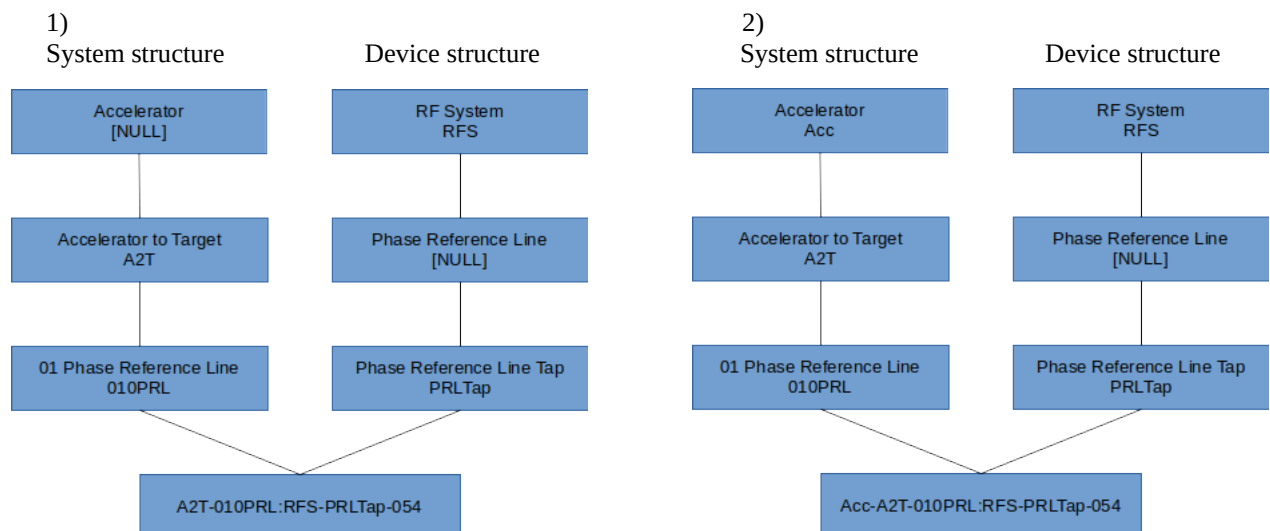 1)
System structure
Device structure
Accelerator
[NULL]
RF System
RFS
Accelerator to Target
A2T
Phase Reference Line
[NULL]
01 Phase Reference Line
010PRL
Phase Reference Line Tap
PRLTap
A2T-010PRL:RFS-PRLTap-054
2)
System structure
Device structure
Accelerator
Acc
RF System
RFS
Accelerator to Target
A2T
Phase Reference Line
[NULL]
01 Phase Reference Line
010PRL
Phase Reference Line Tap
PRLTap
Acc-A2T-010PRL:RFS-PRLTap-054